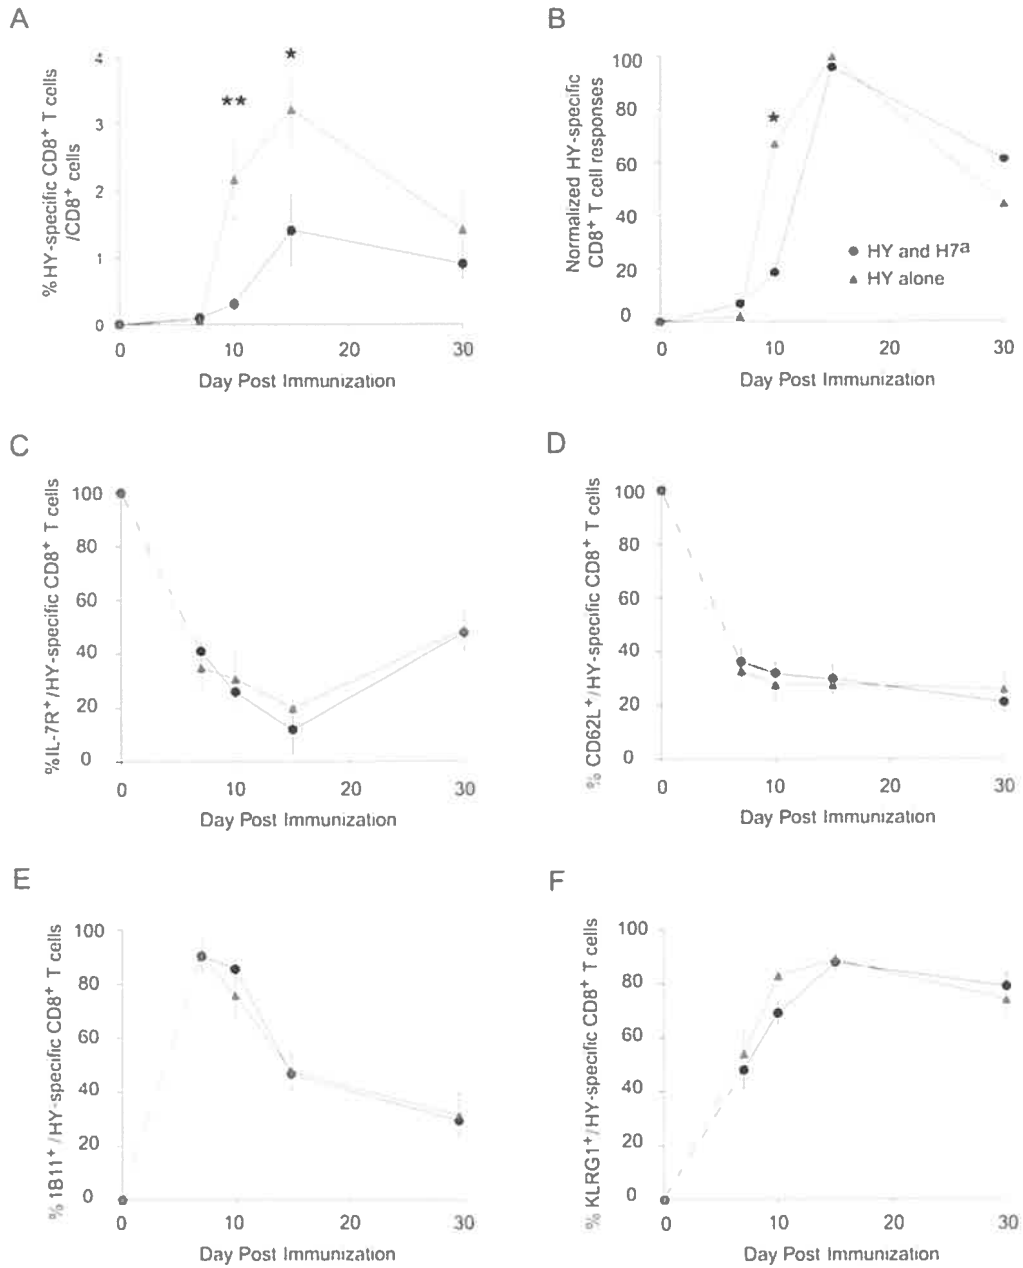 A
%HY-specific CD8+ T cells
/CD8+ cells
4
3
2
1
0
**
*
0 10 20 30
Day Post Immunization
B
Normalized HY-specific
CD8+ T cell responses
100
80
60
40
20
0
*
HY and H7a
HY alone
0 10 20 30
Day Post Immunization
C
%IL-7R+/HY-specific CD8+ T cells
100
80
60
40
20
0
0 10 20 30
Day Post Immunization
D
% CD62L+/HY-specific CD8+ T cells
100
80
60
40
20
0
0 10 20 30
Day Post Immunization
E
% 1B11+/HY-specific CD8+ T cells
100
80
60
40
20
0
0 10 20 30
Day Post Immunization
F
% KLRG1+/HY-specific CD8+ T cells
100
80
60
40
20
0
0 10 20 30
Day Post Immunization